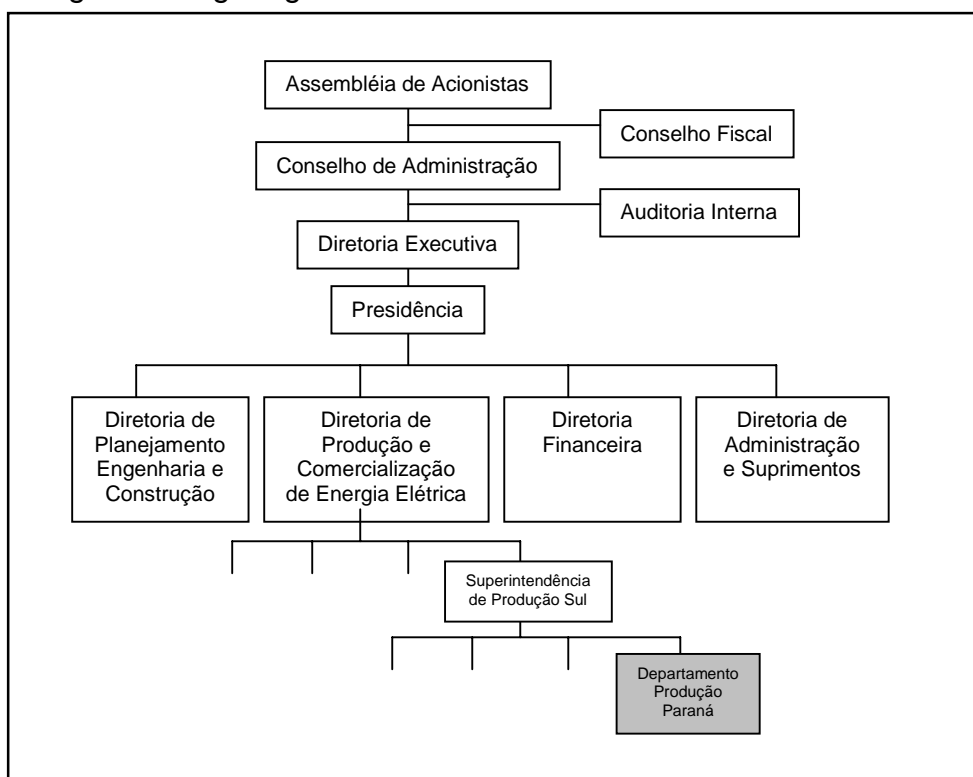 Assembléia de Acionistas
Conselho Fiscal
Conselho de Administração
Auditoria Interna
Diretoria Executiva
Presidência
Diretoria de
Planejamento
Engenharia e
Construção
Diretoria de
Produção e
Comercialização
de Energia Elétrica
Diretoria
Financeira
Diretoria de
Administração
e Suprimentos
Superintendência
de Produção Sul
Departamento
Produção
Paraná